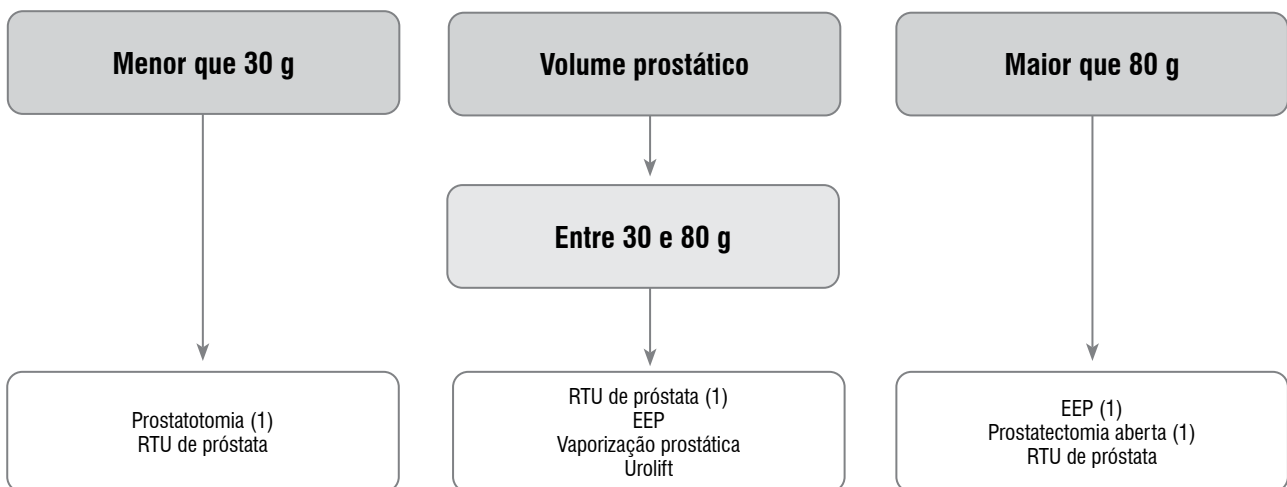 Menor que 30 g
Volume prostático
Maior que 80 g
Entre 30 e 80 g
Prostatotomia (1)
RTU de próstata
RTU de próstata (1)
EEP
Vaporização prostática
Urolift
EEP (1)
Prostatectomia aberta (1)
RTU de próstata